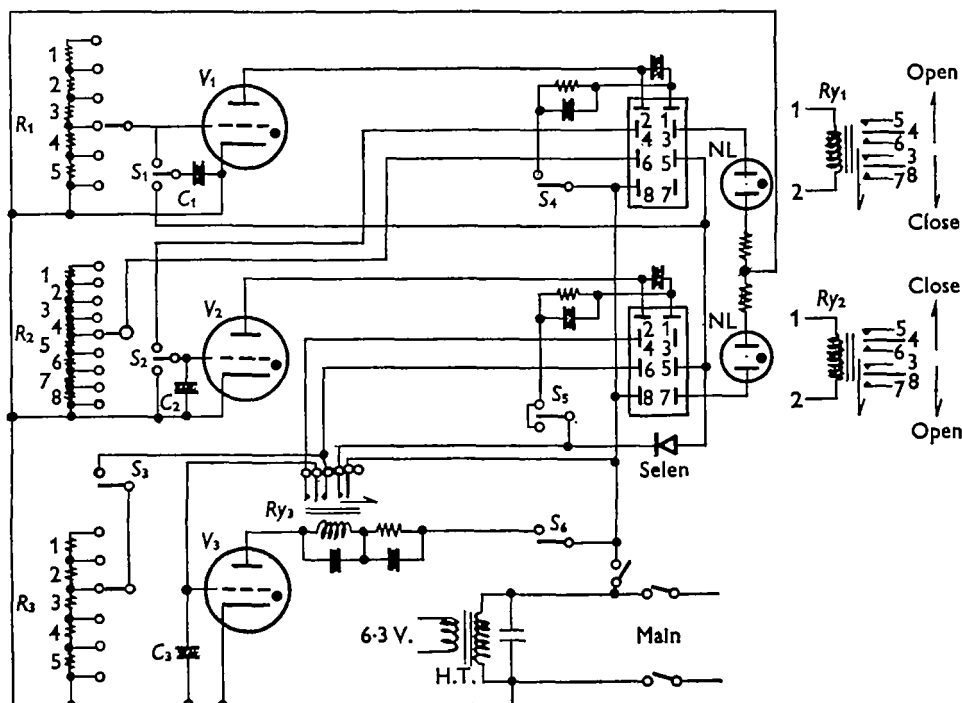 1
2
3
4
5
R₁
V₁
S₁
C₁
S₄
2 1
4 3
6 5
8 7
NL
1
2
Ry₁
5
4
6
3
8
7
Open
Close
1
2
3
4
5
6
7
8
R₂
V₂
S₂
C₂
S₅
2 1
4 3
6 5
8 7
NL
1
2
Ry₂
5
4
6
3
8
7
Close
Open
Selen
S₃
Ry₃
S₆
1
2
3
4
5
R₃
V₃
C₃
6·3 V.
H.T.
Main